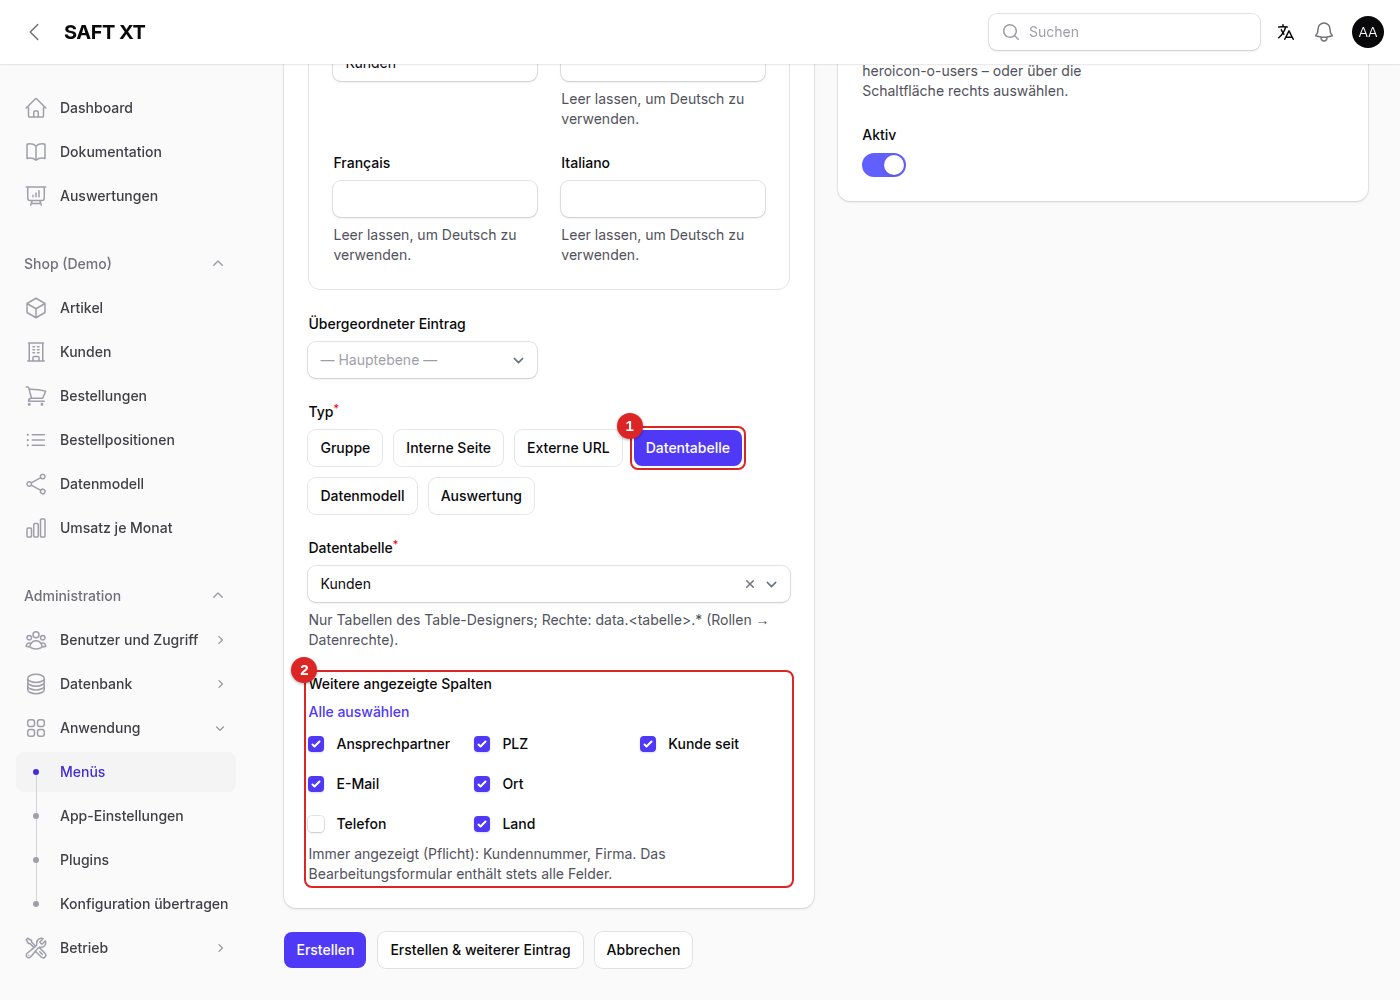 SAFT XT
Suchen
AA
Dashboard
Dokumentation
Auswertungen
Shop (Demo)
Artikel
Kunden
Bestellungen
Bestellpositionen
Datenmodell
Umsatz je Monat
Administration
Benutzer und Zugriff
Datenbank
Anwendung
Menüs
App-Einstellungen
Plugins
Konfiguration übertragen
Betrieb
Kunden
Leer lassen, um Deutsch zu
verwenden.
Français
Italiano
Leer lassen, um Deutsch zu
verwenden.
Leer lassen, um Deutsch zu
verwenden.
Übergeordneter Eintrag
— Hauptebene —
Typ*
1
Gruppe
Interne Seite
Externe URL
Datentabelle
Datenmodell
Auswertung
Datentabelle*
Kunden
Nur Tabellen des Table-Designers; Rechte: data.<tabelle>.* (Rollen →
Datenrechte).
2
Weitere angezeigte Spalten
Alle auswählen
Ansprechpartner
PLZ
Kunde seit
E-Mail
Ort
Telefon
Land
Immer angezeigt (Pflicht): Kundennummer, Firma. Das
Bearbeitungsformular enthält stets alle Felder.
Erstellen
Erstellen & weiterer Eintrag
Abbrechen
heroicon-o-users – oder über die
Schaltfläche rechts auswählen.
Aktiv